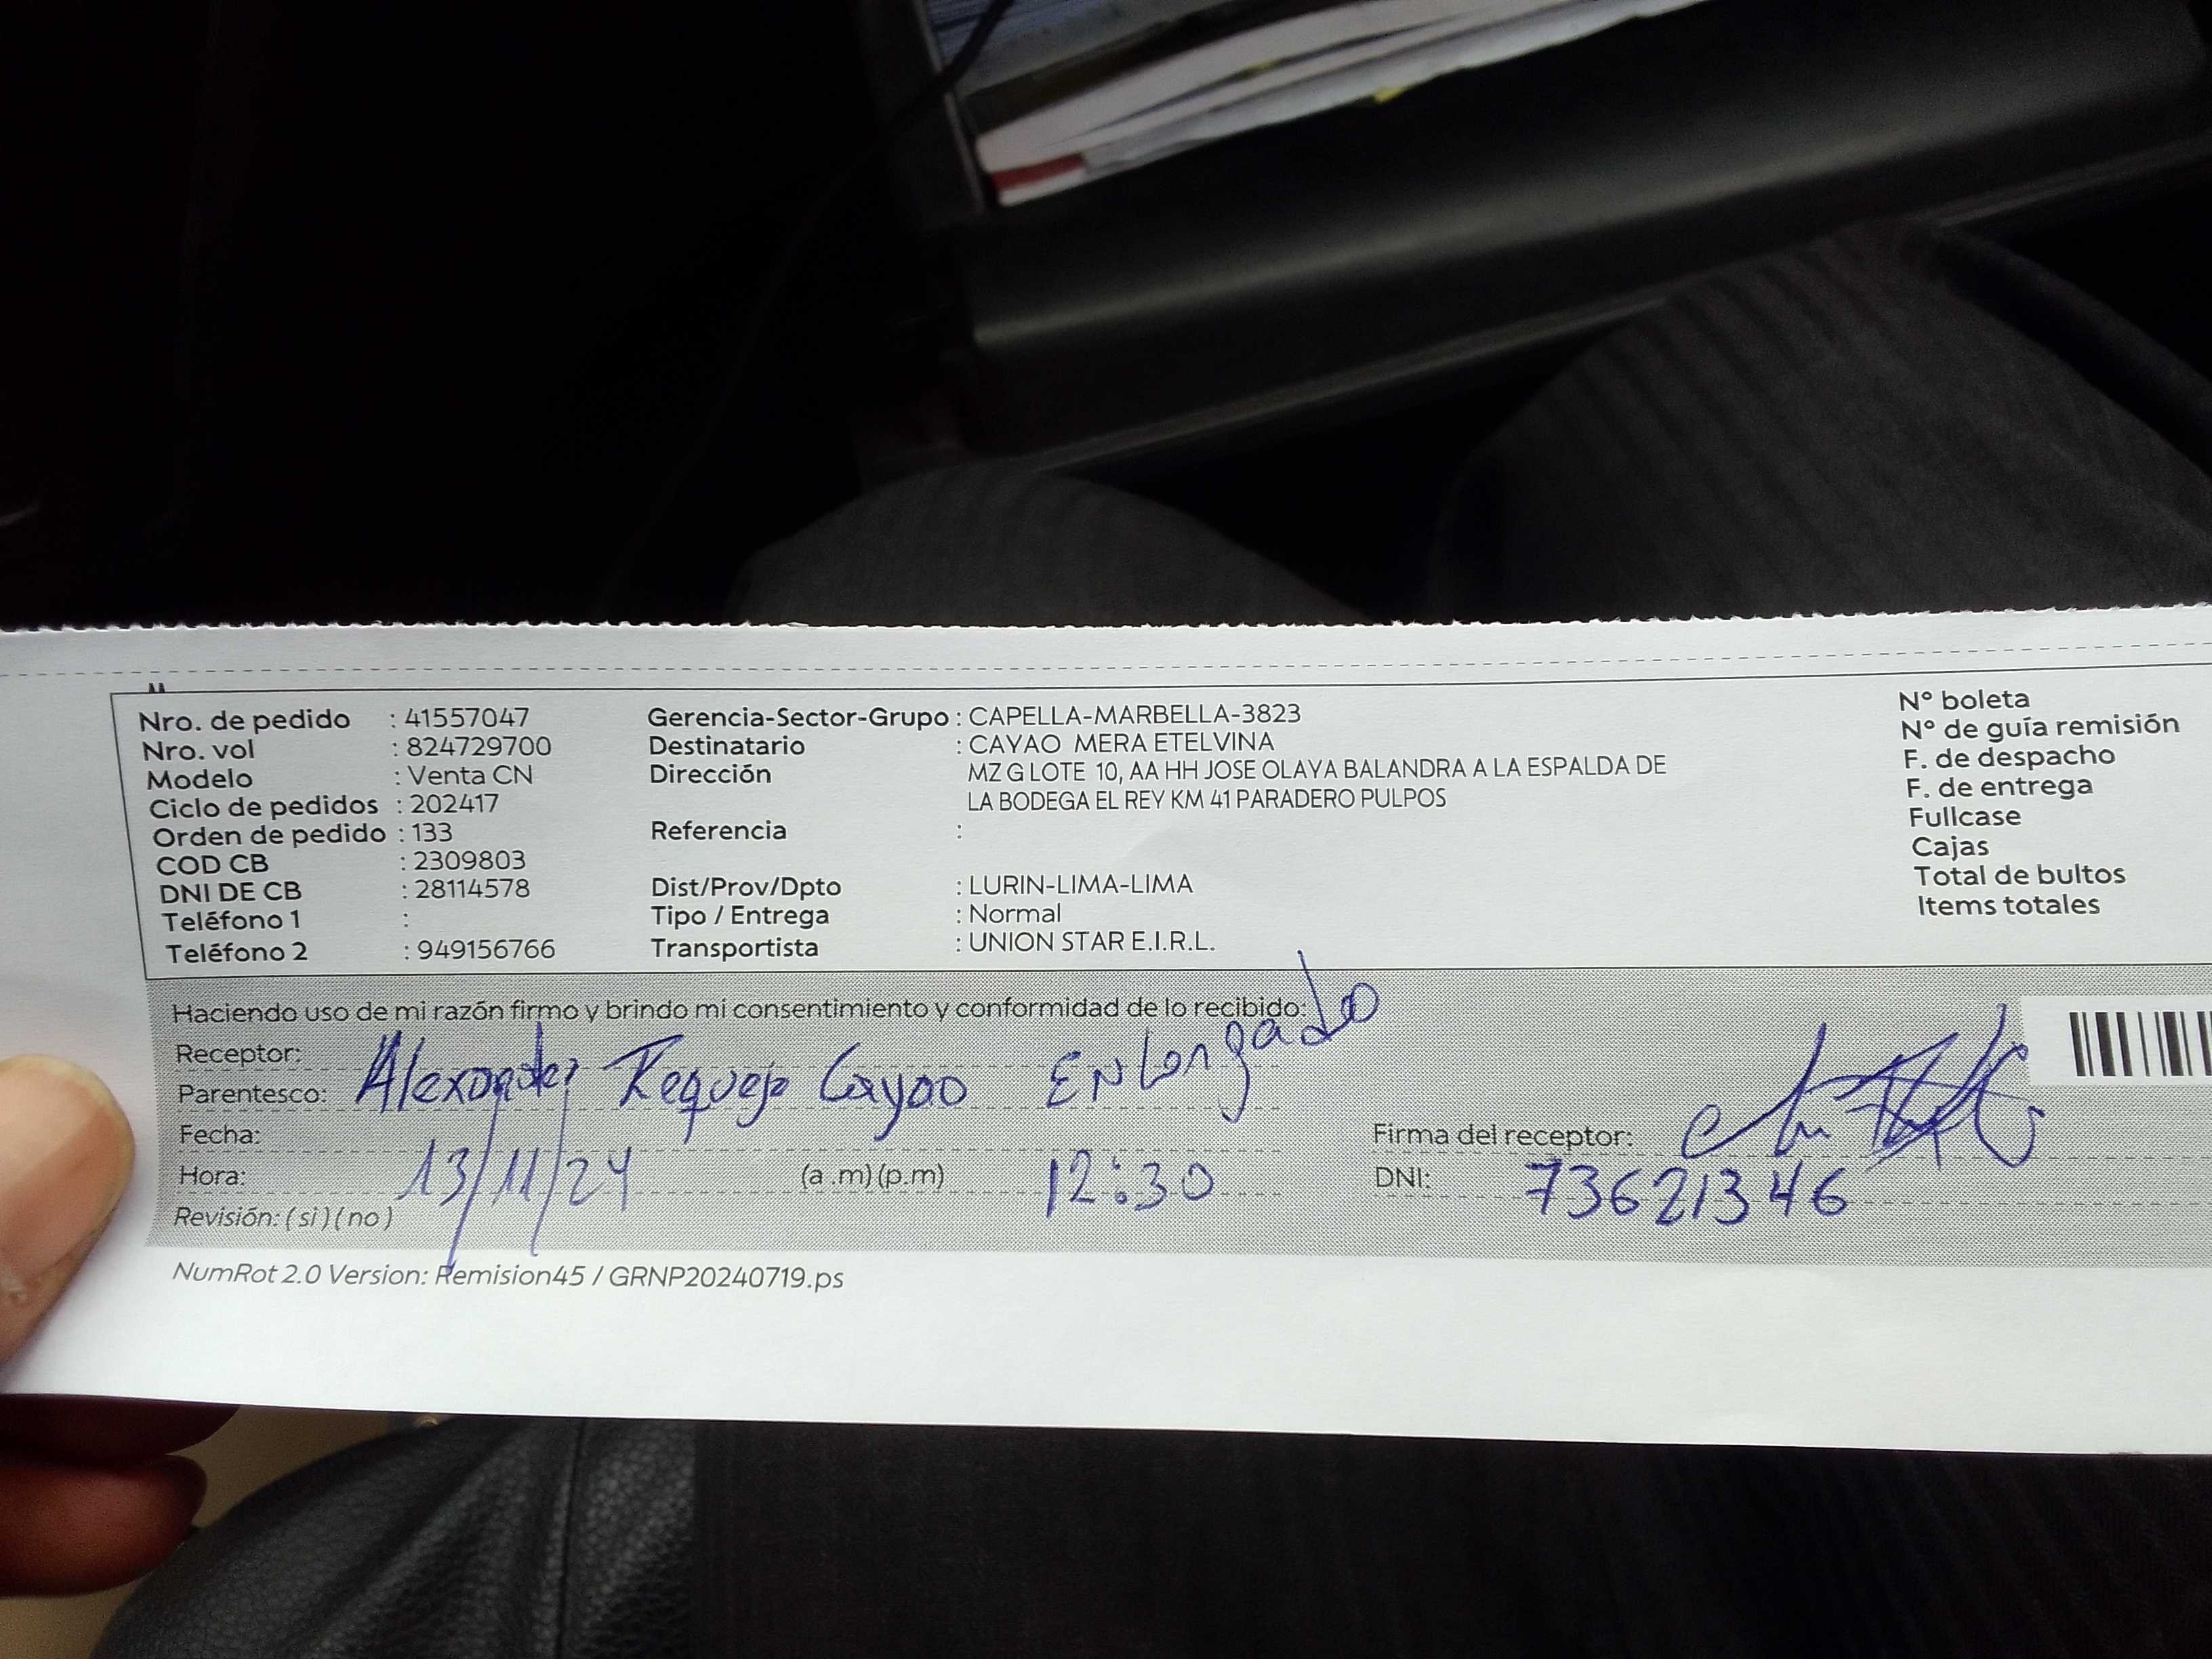 Nro. de pedido : 41557047
Nro. vol : 824729700
Modelo : Venta CN
Ciclo de pedidos : 202417
Orden de pedido : 133
COD CB : 2309803
DNI DE CB : 28114578
Teléfono 1 :
Teléfono 2 : 949156766
Gerencia-Sector-Grupo : CAPELLA-MARBELLA-3823
Destinatario : CAYAO MERA ETELVINA
Dirección MZ G LOTE 10, AA HH JOSE OLAYA BALANDRA A LA ESPALDA DE
LA BODEGA EL REY KM 41 PARADERO PULPOS
Referencia :
Dist/Prov/Dpto : LURIN-LIMA-LIMA
Tipo / Entrega : Normal
Transportista : UNION STAR E.I.R.L.
Nº boleta
Nº de guía remisión
F. de despacho
F. de entrega
Fullcase
Cajas
Total de bultos
Items totales
Haciendo uso de mi razón firmo y brindo mi consentimiento y conformidad de lo recibido:
Receptor:
Parentesco: Alexander Requejo Cayao Enlongado
Fecha:
Firma del receptor:
Hora: 13/11/24 (a .m) (p.m) 12:30
DNI: 73621346
Revisión: ( si ) ( no )
NumRot 2.0 Version: Remision45 / GRNP20240719.ps